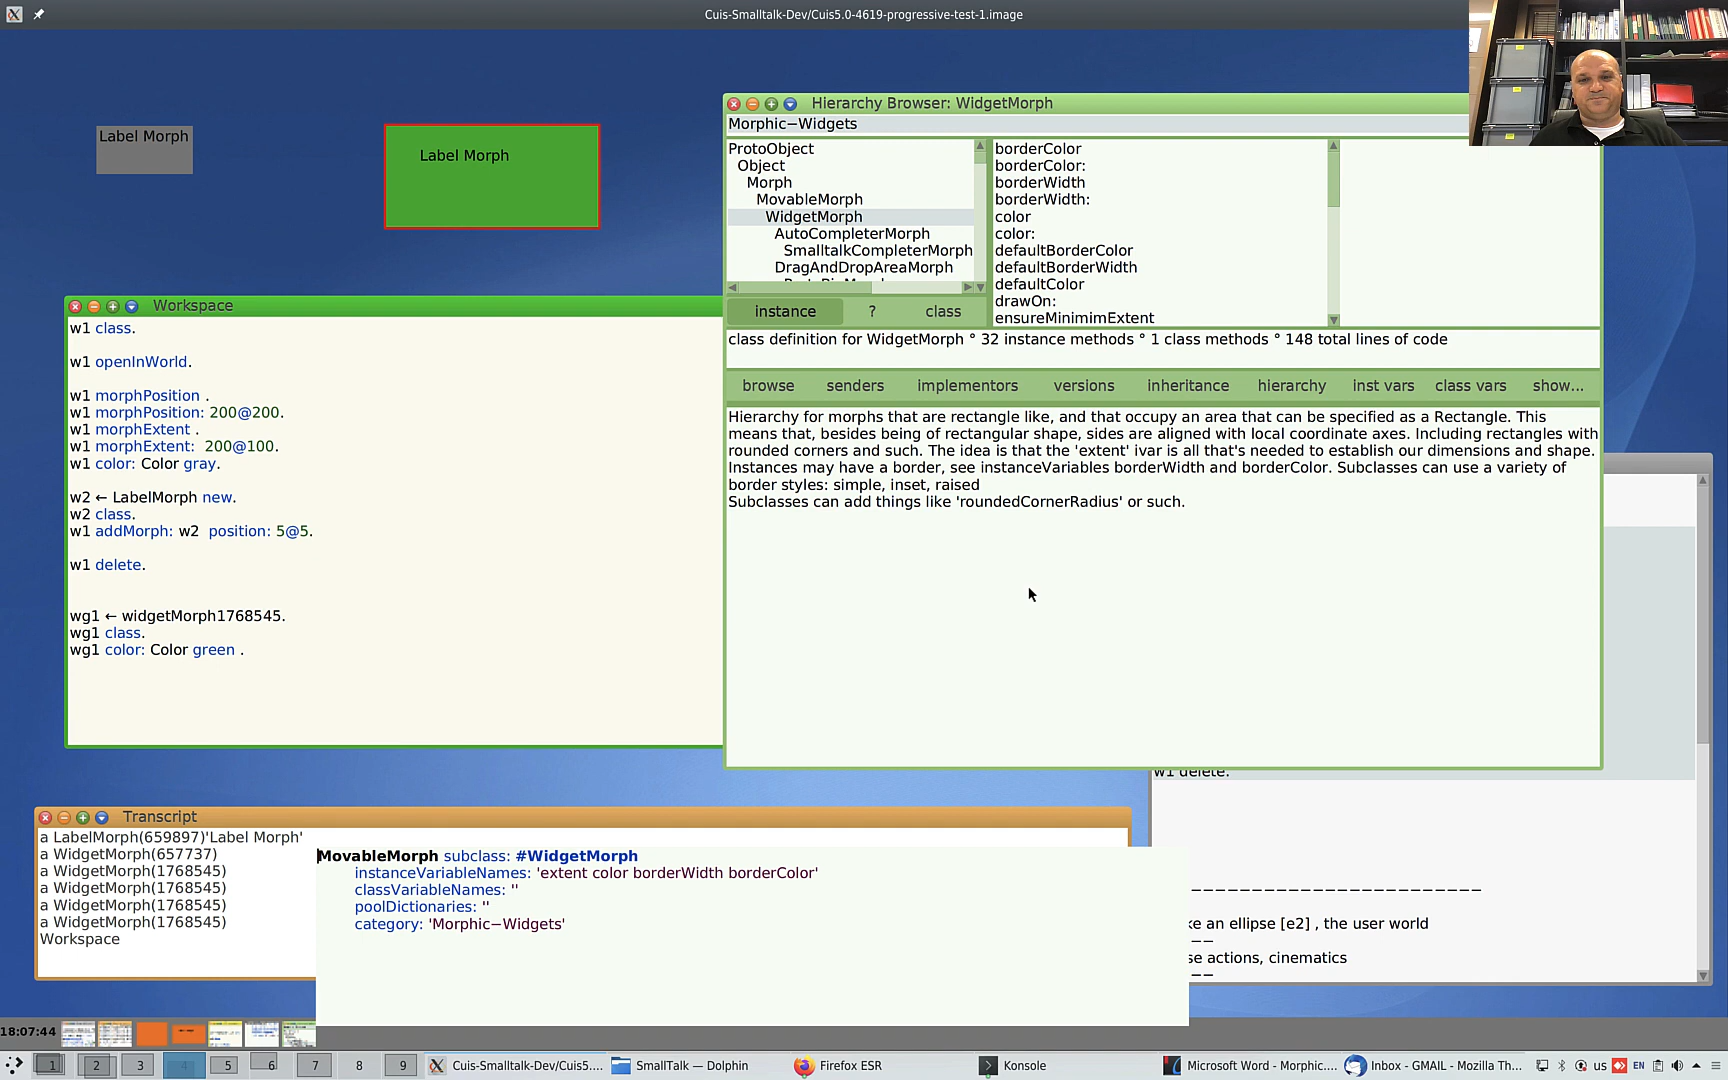 Cuis-Smalltalk-Dev/Cuis5.0-4619-progressive-test-1.image
Label Morph
Label Morph
Hierarchy Browser: WidgetMorph
Morphic−Widgets
ProtoObject
Object
Morph
MovableMorph
WidgetMorph
AutoCompleterMorph
SmalltalkCompleterMorph
DragAndDropAreaMorph
borderColor
borderColor:
borderWidth
borderWidth:
color
color:
defaultBorderColor
defaultBorderWidth
defaultColor
drawOn:
ensureMinimimExtent
instance ? class
class definition for WidgetMorph ° 32 instance methods ° 1 class methods ° 148 total lines of code
browse senders implementors versions inheritance hierarchy inst vars class vars show...
Hierarchy for morphs that are rectangle like, and that occupy an area that can be specified as a Rectangle. This
means that, besides being of rectangular shape, sides are aligned with local coordinate axes. Including rectangles with
rounded corners and such. The idea is that the 'extent' ivar is all that's needed to establish our dimensions and shape.
Instances may have a border, see instanceVariables borderWidth and borderColor. Subclasses can use a variety of
border styles: simple, inset, raised
Subclasses can add things like 'roundedCornerRadius' or such.
Workspace
w1 class.
w1 openInWorld.
w1 morphPosition .
w1 morphPosition: 200@200.
w1 morphExtent .
w1 morphExtent:  200@100.
w1 color: Color gray.
w2 ← LabelMorph new.
w2 class.
w1 addMorph: w2  position: 5@5.
w1 delete.
wg1 ← widgetMorph1768545.
wg1 class.
wg1 color: Color green .
w1 delete.
−−−−−−−−−−−−−−−−−−−−−−−−−
ke an ellipse [e2] , the user world
−−
se actions, cinematics
−−
Transcript
a LabelMorph(659897)'Label Morph'
a WidgetMorph(657737)
a WidgetMorph(1768545)
a WidgetMorph(1768545)
a WidgetMorph(1768545)
a WidgetMorph(1768545)
Workspace
MovableMorph subclass: #WidgetMorph
instanceVariableNames: 'extent color borderWidth borderColor'
classVariableNames: ''
poolDictionaries: ''
category: 'Morphic−Widgets'
18:07:44
1 2 3 4 5 6 7 8 9 Cuis-Smalltalk-Dev/Cuis5.... SmallTalk — Dolphin Firefox ESR Konsole Microsoft Word - Morphic.... Inbox - GMAIL - Mozilla Th... us EN